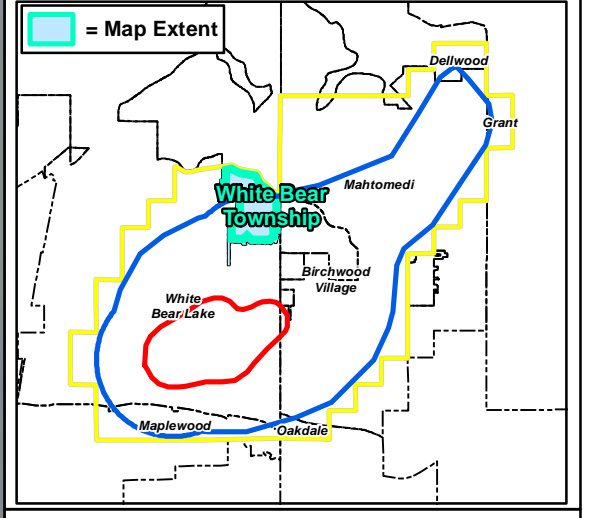 = Map Extent
Dellwood
Grant
Mahtomedi
White Bear
Township
Birchwood
Village
White
Bear Lake
Maplewood
Oakdale